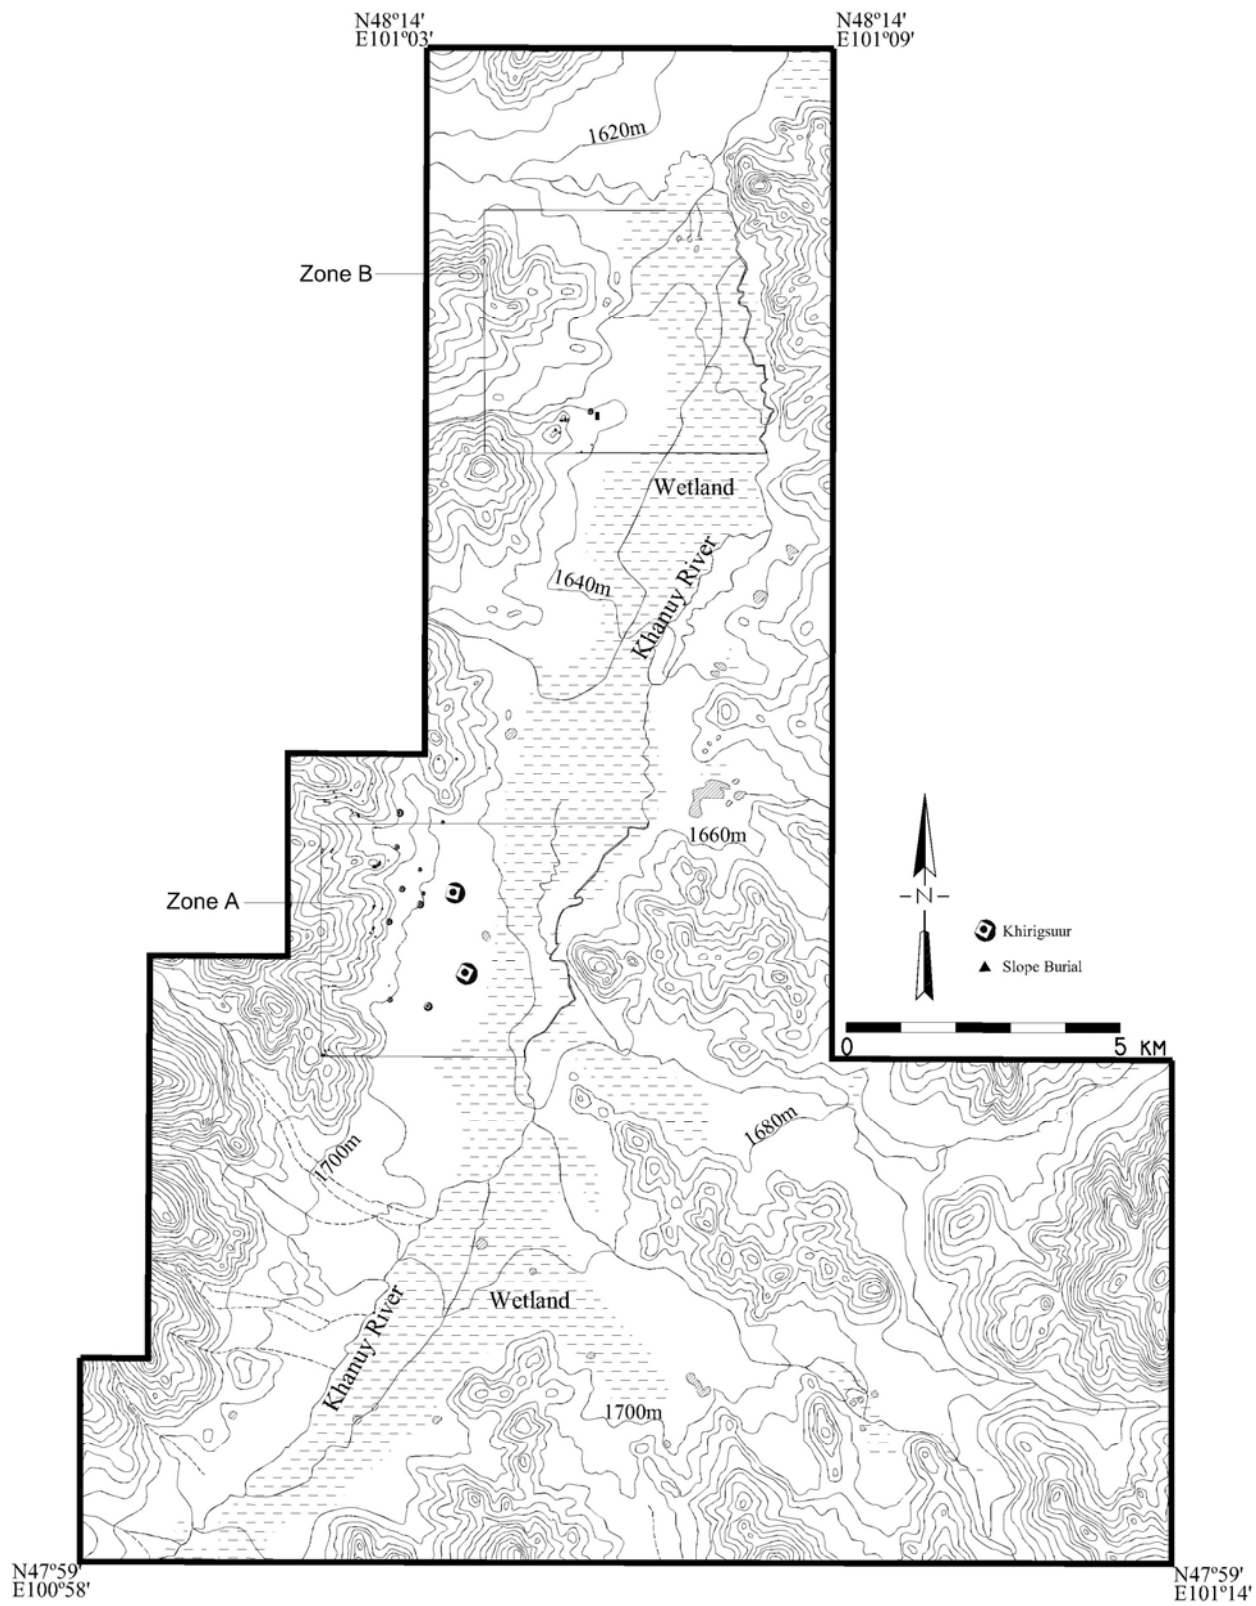 N48º14'
E101º03'
N48º14'
E101º09'
1620m
Zone B
Wetland
1640m
Khanuy River
1660m
Zone A
N
Khirigsuur
Slope Burial
0 5 KM
1680m
1700m
Wetland
Khanuy River
1700m
N47º59'
E100º58'
N47º59'
E101º14'